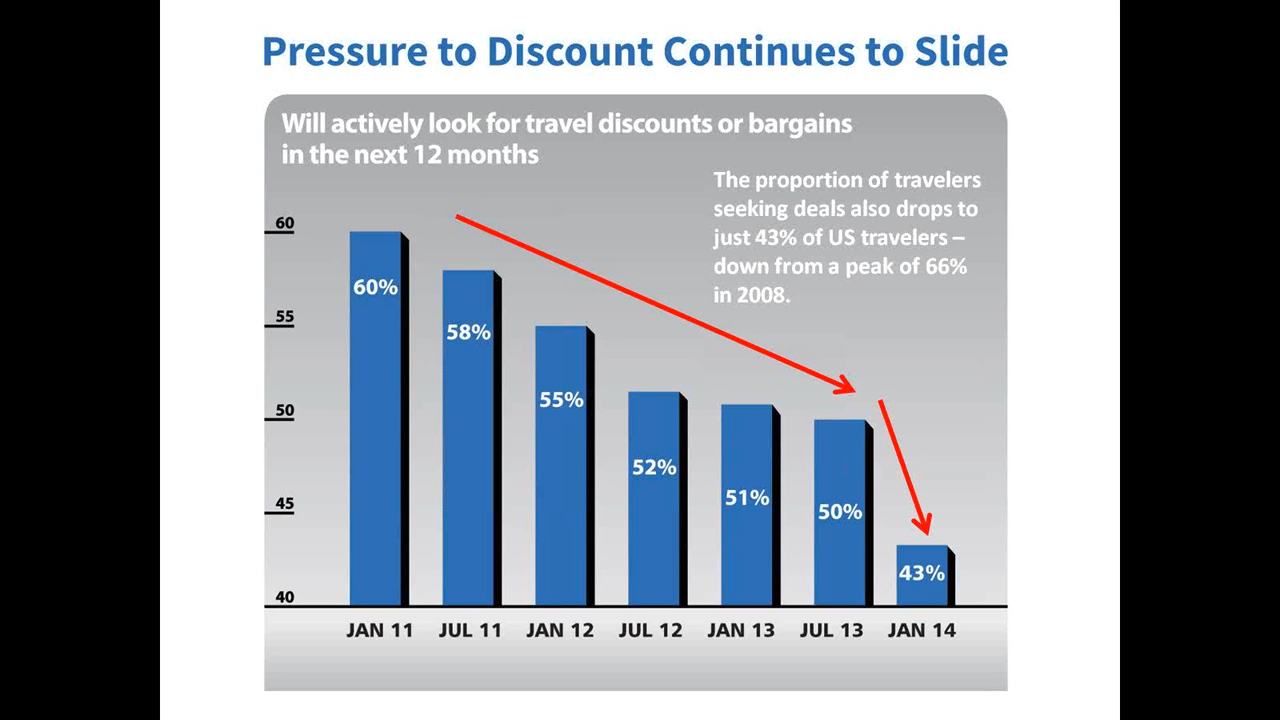 Pressure to Discount Continues to Slide
Will actively look for travel discounts or bargains
in the next 12 months
The proportion of travelers
seeking deals also drops to
just 43% of US travelers –
down from a peak of 66%
in 2008.
60
55
50
45
40
60%
58%
55%
52%
51%
50%
43%
JAN 11
JUL 11
JAN 12
JUL 12
JAN 13
JUL 13
JAN 14